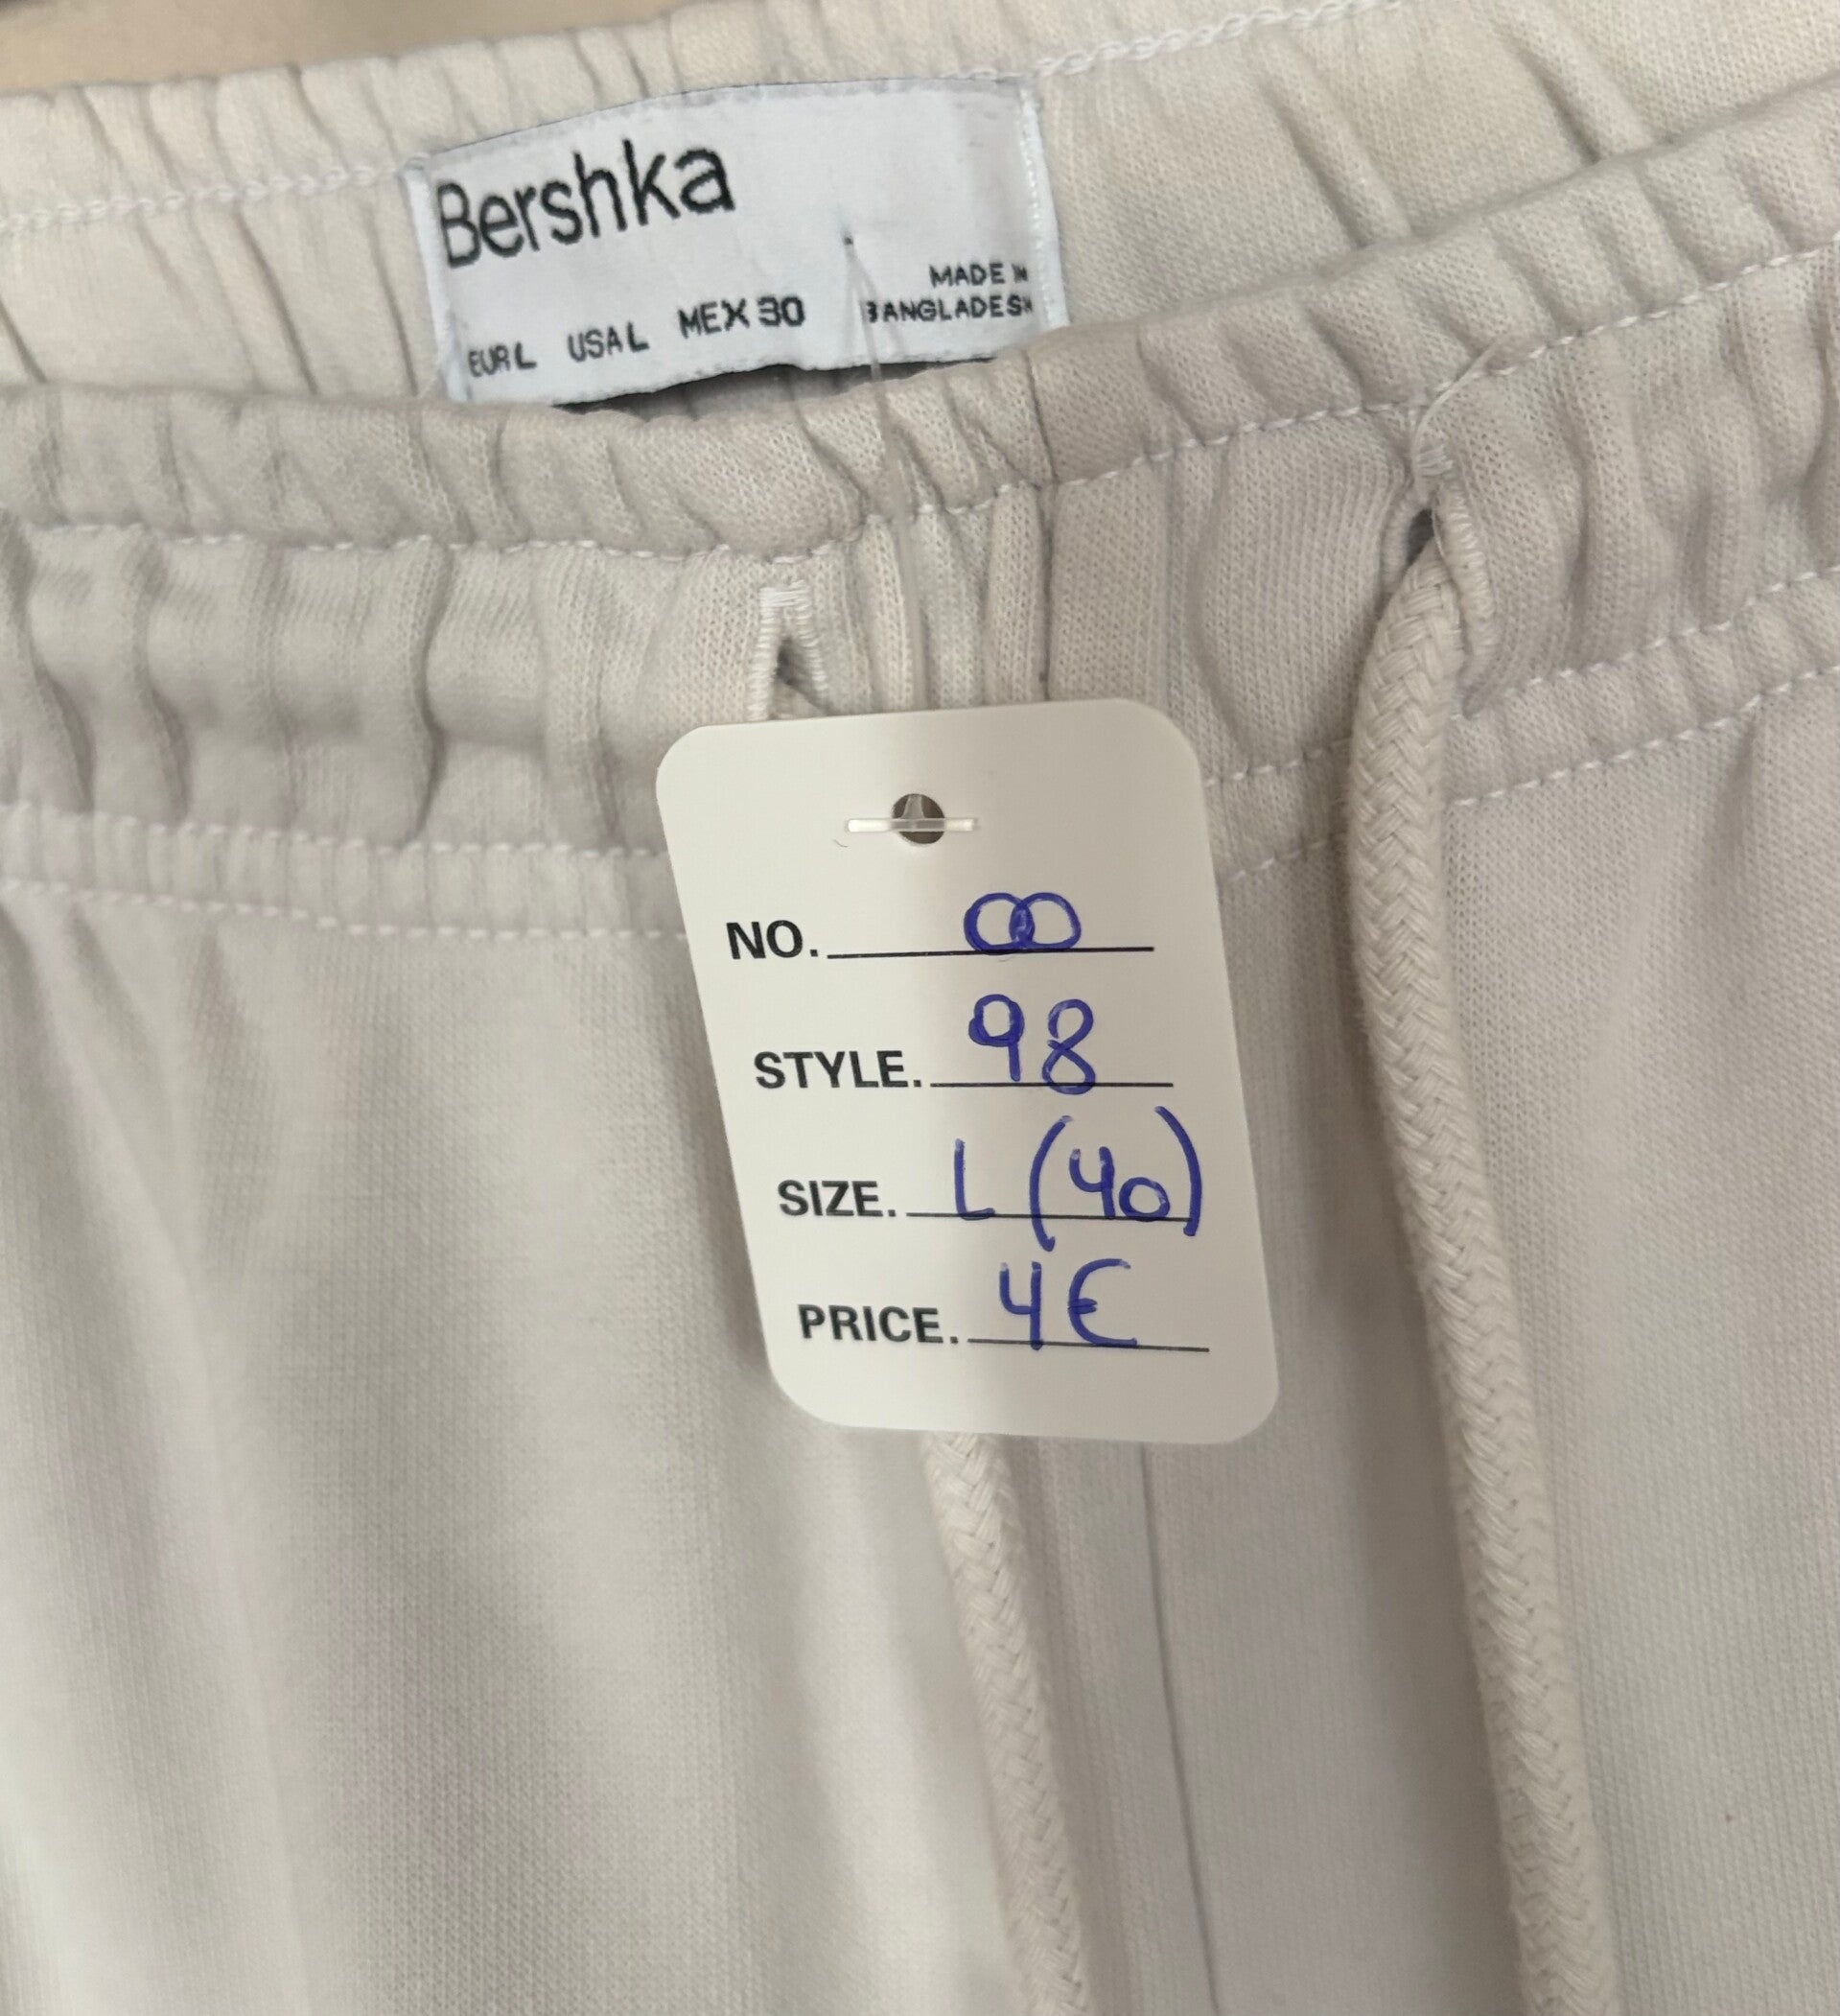 Bershka
EUR L USA L MEX 30
MADE IN
BANGLADESH
NO. 00
STYLE. 98
SIZE. L (40)
PRICE. 4€